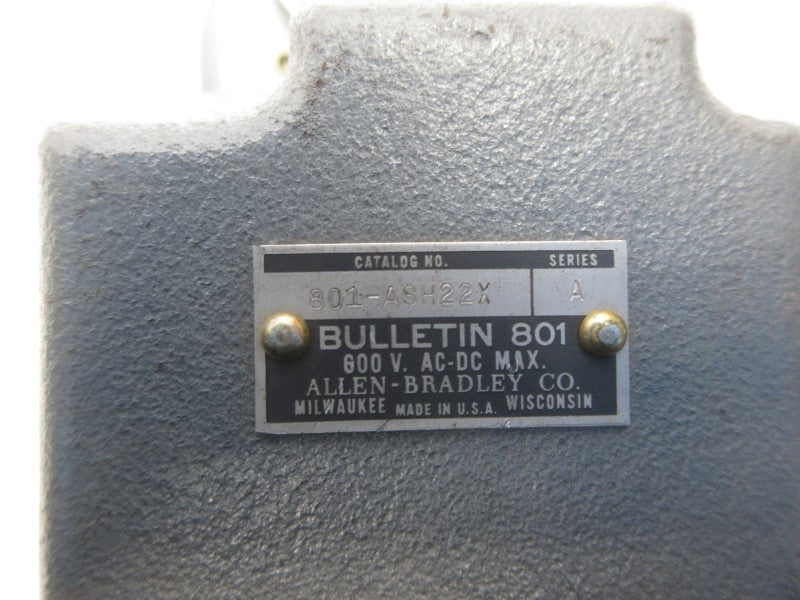 CATALOG NO. SERIES
801-ASH22X A
BULLETIN 801
600 V. AC-DC MAX.
ALLEN-BRADLEY CO.
MILWAUKEE MADE IN U.S.A. WISCONSIN